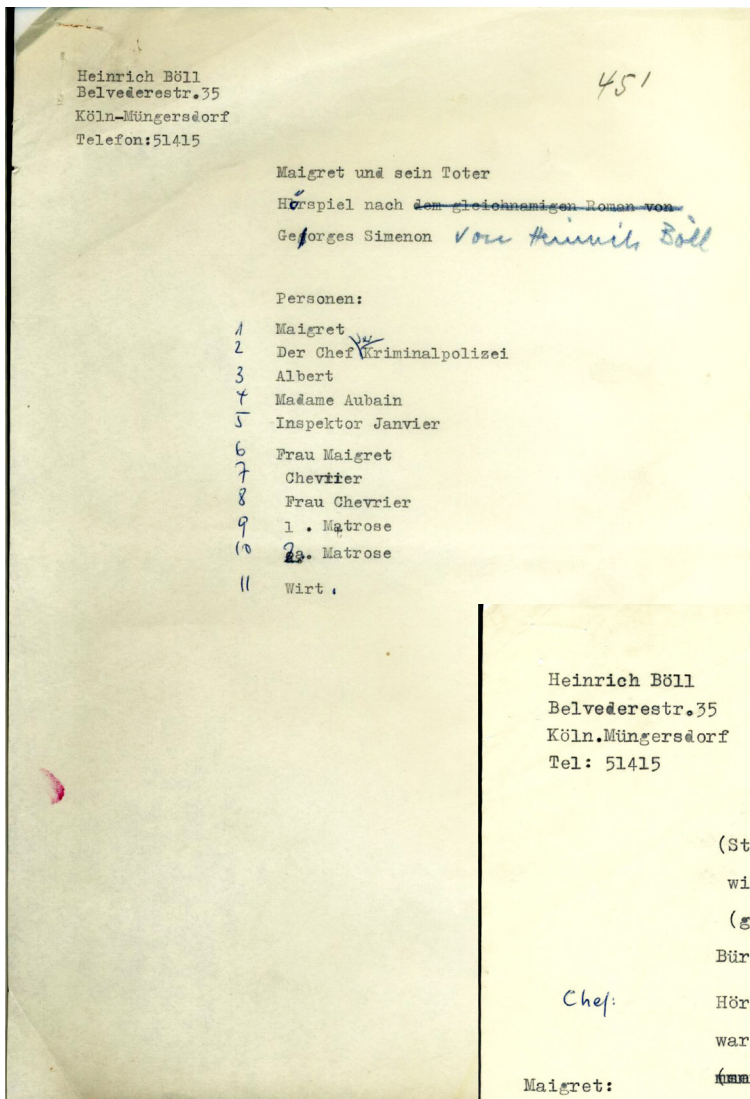 Heinrich Böll
Belvederestr.35
Köln-Müngersdorf
Telefon:51415
451
Maigret und sein Toter
Hörspiel nach dem gleichnamigen Roman von
Georges Simenon von Heinrich Böll
Personen:
1 Maigret
2 Der Chef der Kriminalpolizei
3 Albert
4 Madame Aubain
5 Inspektor Janvier
6 Frau Maigret
7 Chevrier
8 Frau Chevrier
9 1 . Matrose
10 2. Matrose
11 Wirt .
Heinrich Böll
Belvederestr.35
Köln.Müngersdorf
Tel: 51415
(St
wi
(g
Bür
Chef: Hör
war
Maigret: